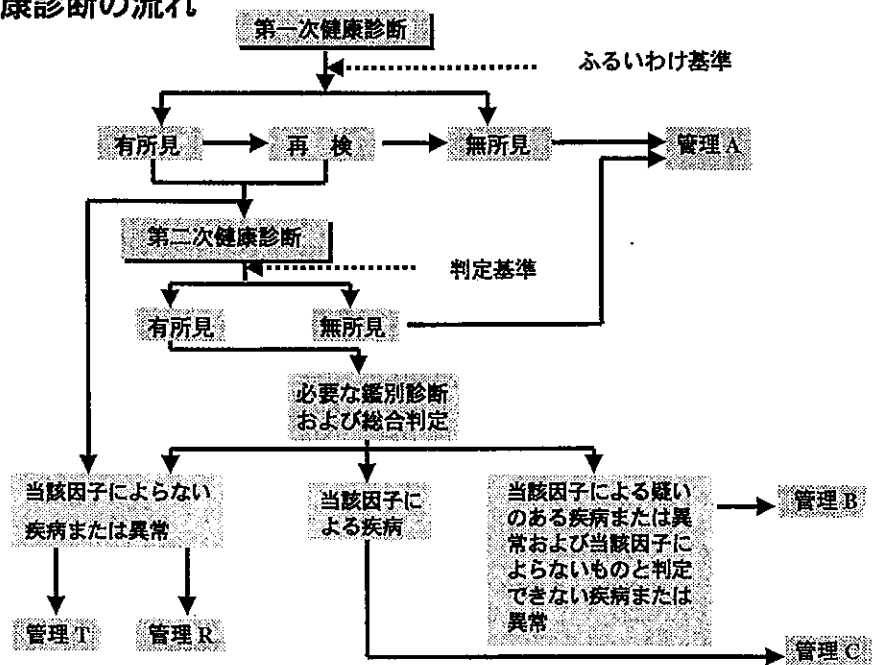 康診断の流れ
第一次健康診断
ふるいわけ基準
有所見
再 検
無所見
管理A
第二次健康診断
判定基準
有所見
無所見
必要な鑑別診断
および総合判定
当該因子によらない
疾病または異常
当該因子に
よる疾病
当該因子による疑い
のある疾病または異
常および当該因子に
よらないものと判定
できない疾病または
異常
管理B
管理T
管理R
管理C